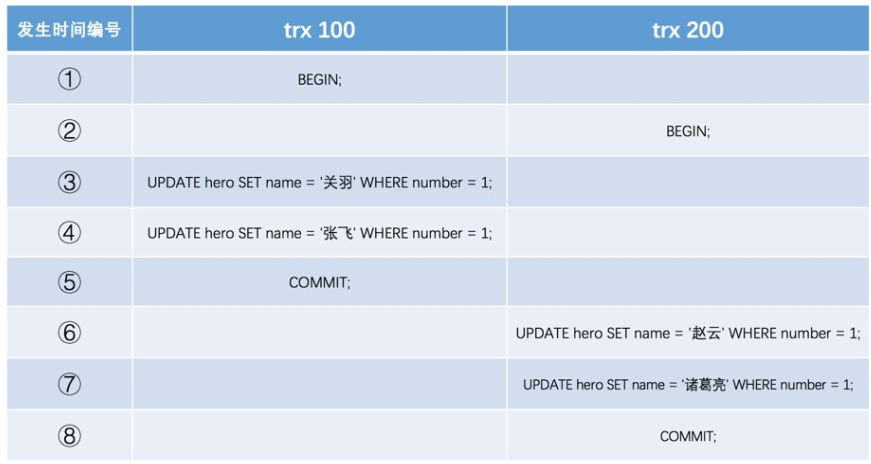 发生时间编号 trx 100 trx 200
① BEGIN;
② BEGIN;
③ UPDATE hero SET name = '关羽' WHERE number = 1;
④ UPDATE hero SET name = '张飞' WHERE number = 1;
⑤ COMMIT;
⑥ UPDATE hero SET name = '赵云' WHERE number = 1;
⑦ UPDATE hero SET name = '诸葛亮' WHERE number = 1;
⑧ COMMIT;